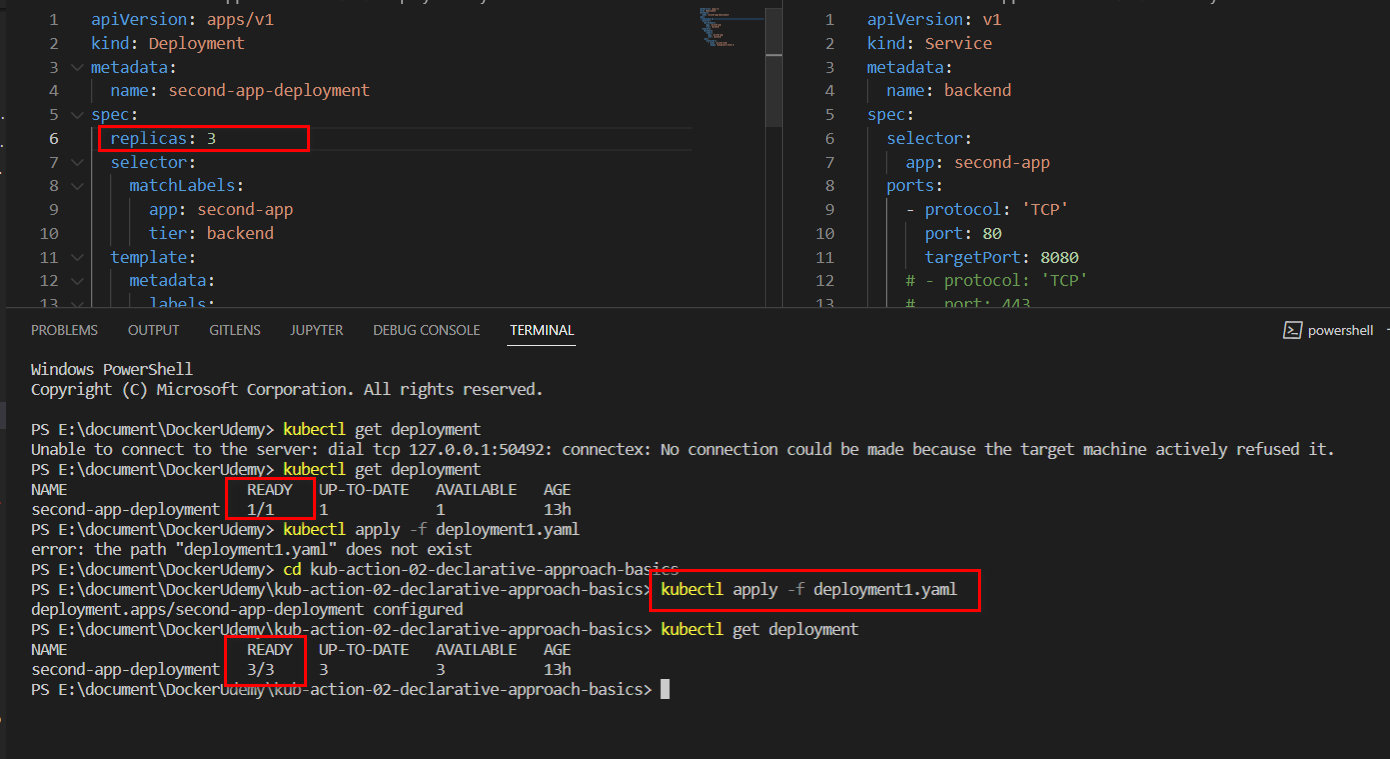 1 apiVersion: apps/v1
2 kind: Deployment
3 metadata:
4 name: second-app-deployment
5 spec:
6 replicas: 3
7 selector:
8 matchLabels:
9 app: second-app
10 tier: backend
11 template:
12 metadata:
13 labels:
1 apiVersion: v1
2 kind: Service
3 metadata:
4 name: backend
5 spec:
6 selector:
7 app: second-app
8 ports:
9 - protocol: 'TCP'
10 port: 80
11 targetPort: 8080
12 # - protocol: 'TCP'
13 # port: 443
PROBLEMS OUTPUT GITLENS JUPYTER DEBUG CONSOLE TERMINAL powershell
Windows PowerShell
Copyright (C) Microsoft Corporation. All rights reserved.
PS E:\document\DockerUdemy> kubectl get deployment
Unable to connect to the server: dial tcp 127.0.0.1:50492: connectex: No connection could be made because the target machine actively refused it.
PS E:\document\DockerUdemy> kubectl get deployment
NAME READY UP-TO-DATE AVAILABLE AGE
second-app-deployment 1/1 1 1 13h
PS E:\document\DockerUdemy> kubectl apply -f deployment1.yaml
error: the path "deployment1.yaml" does not exist
PS E:\document\DockerUdemy> cd kub-action-02-declarative-approach-basics
PS E:\document\DockerUdemy\kub-action-02-declarative-approach-basics> kubectl apply -f deployment1.yaml
deployment.apps/second-app-deployment configured
PS E:\document\DockerUdemy\kub-action-02-declarative-approach-basics> kubectl get deployment
NAME READY UP-TO-DATE AVAILABLE AGE
second-app-deployment 3/3 3 3 13h
PS E:\document\DockerUdemy\kub-action-02-declarative-approach-basics>